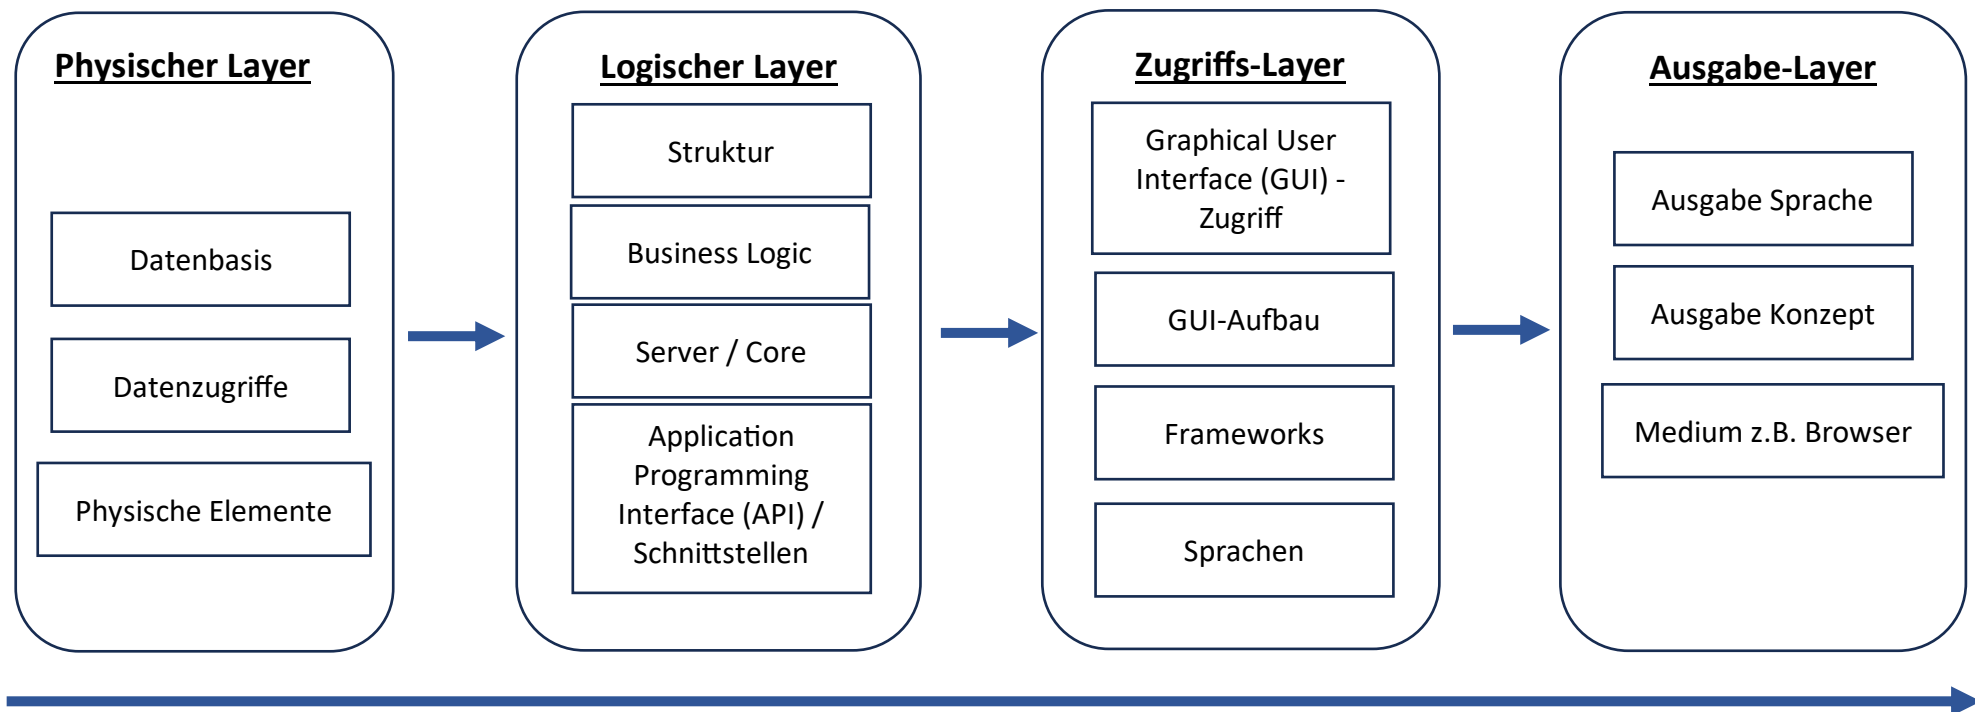 Physischer Layer
Datenbasis
Datenzugriffe
Physische Elemente
Logischer Layer
Struktur
Business Logic
Server / Core
Application
Programming
Interface (API) /
Schnittstellen
Zugriffs-Layer
Graphical User
Interface (GUI) -
Zugriff
GUI-Aufbau
Frameworks
Sprachen
Ausgabe-Layer
Ausgabe Sprache
Ausgabe Konzept
Medium z.B. Browser